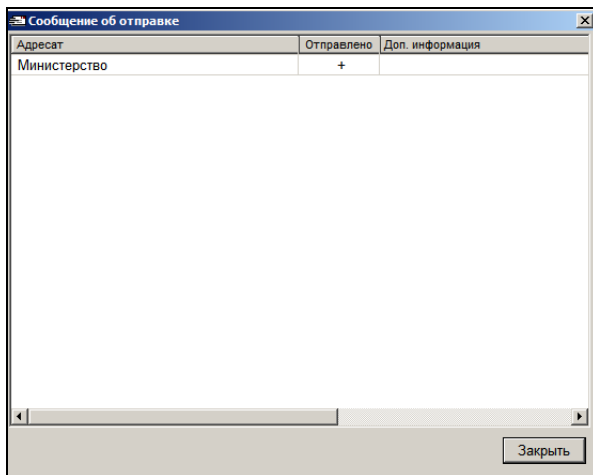 Сообщение об отправке
Адресат Отправлено Доп. информация
Министерство +
Закрыть